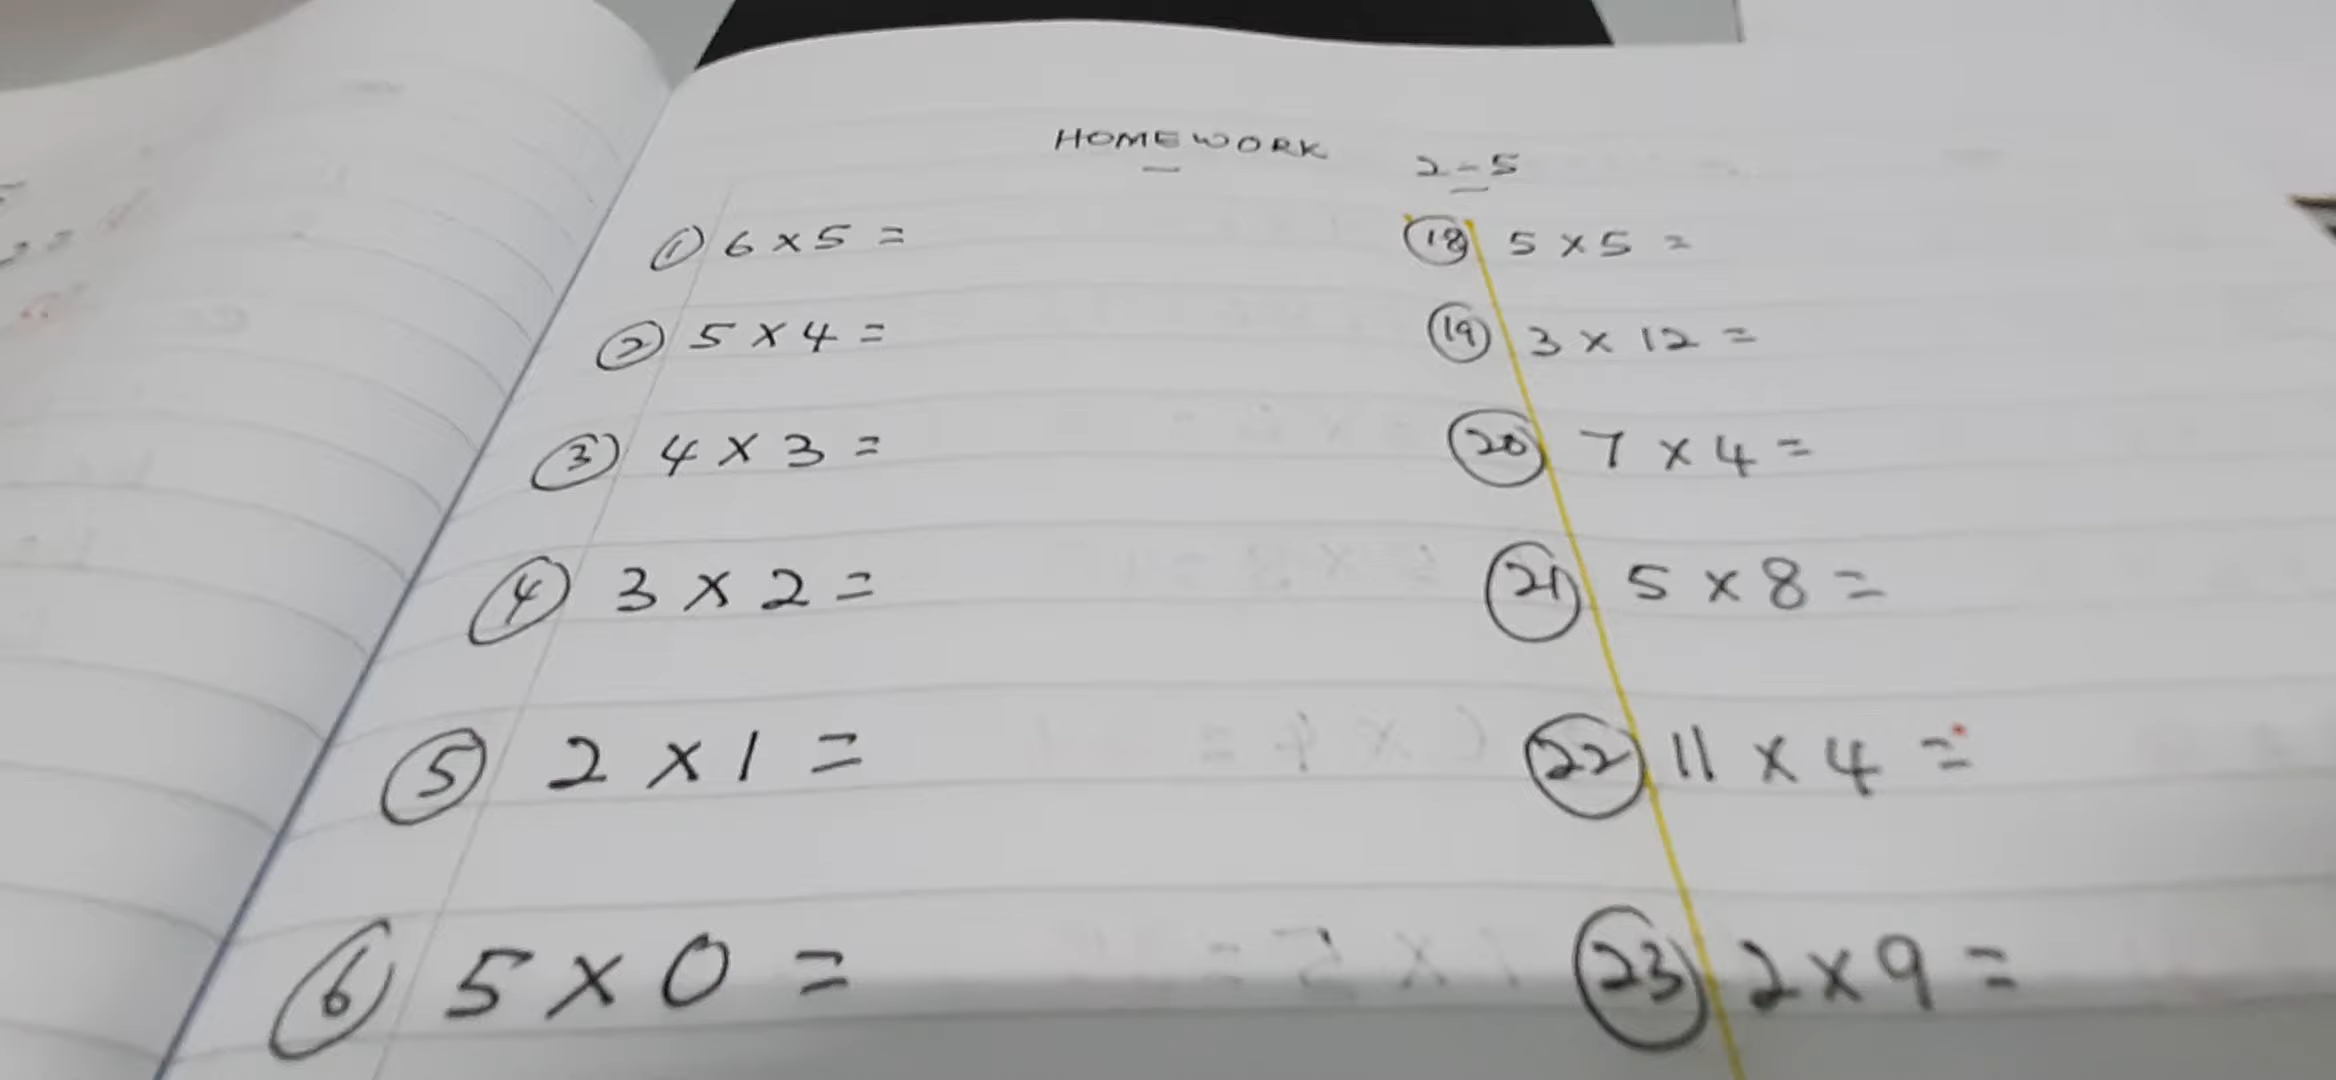 HOMEWORK
2-5
① 6 x 5 =
② 5 x 4 =
③ 4 x 3 =
④ 3 x 2 =
⑤ 2 x 1 =
⑥ 5 x 0 =
⑱ 5 x 5 =
⑲ 3 x 12 =
⑳ 7 x 4 =
㉑ 5 x 8 =
㉒ 11 x 4 =
㉓ 2 x 9 =